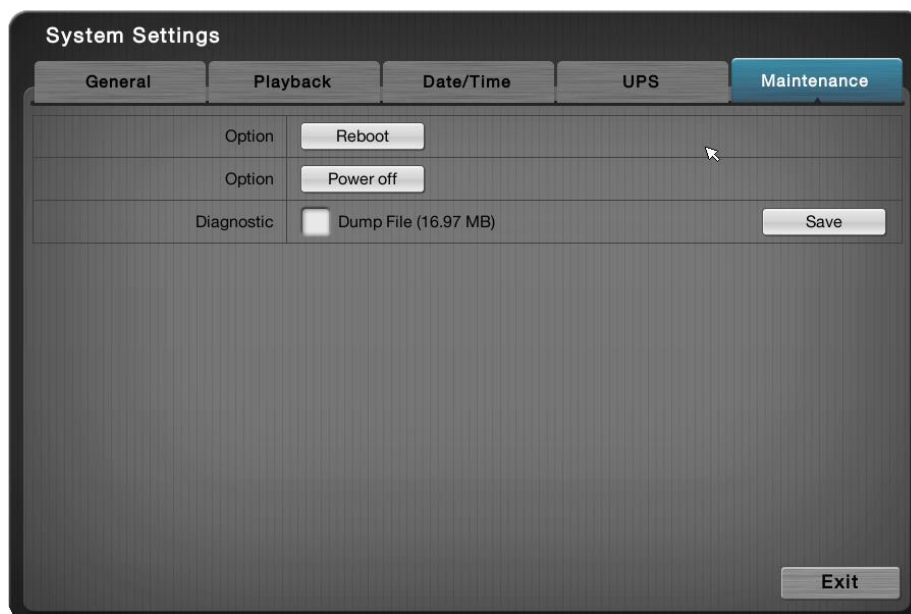 System Settings
General Playback Date/Time UPS Maintenance
Option Reboot
Option Power off
Diagnostic Dump File (16.97 MB) Save
Exit